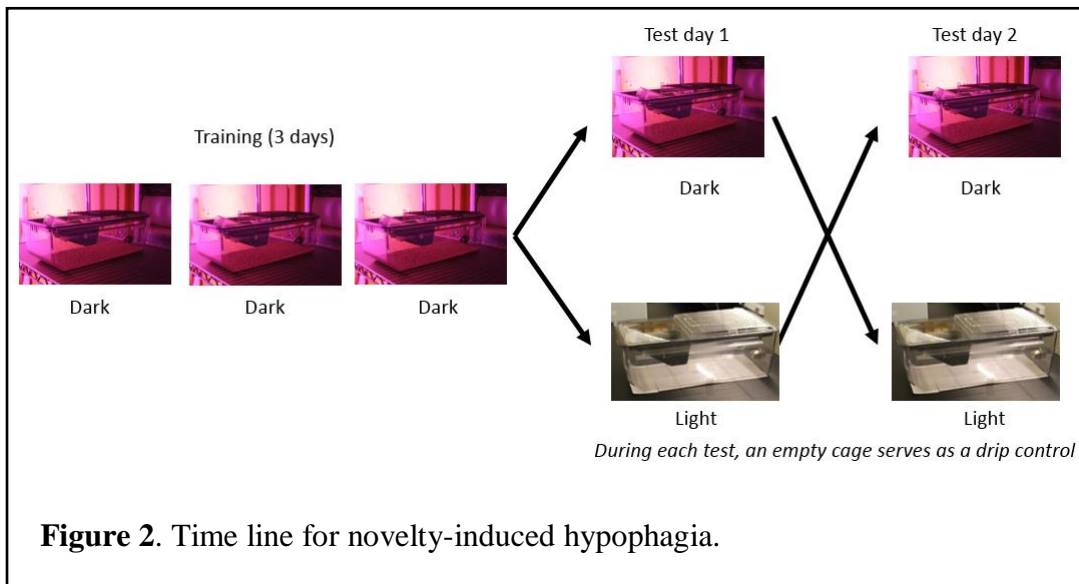 Test day 1
Test day 2
Training (3 days)
Dark
Dark
Dark
Dark
Dark
Light
Light
During each test, an empty cage serves as a drip control
Figure 2. Time line for novelty-induced hypophagia.